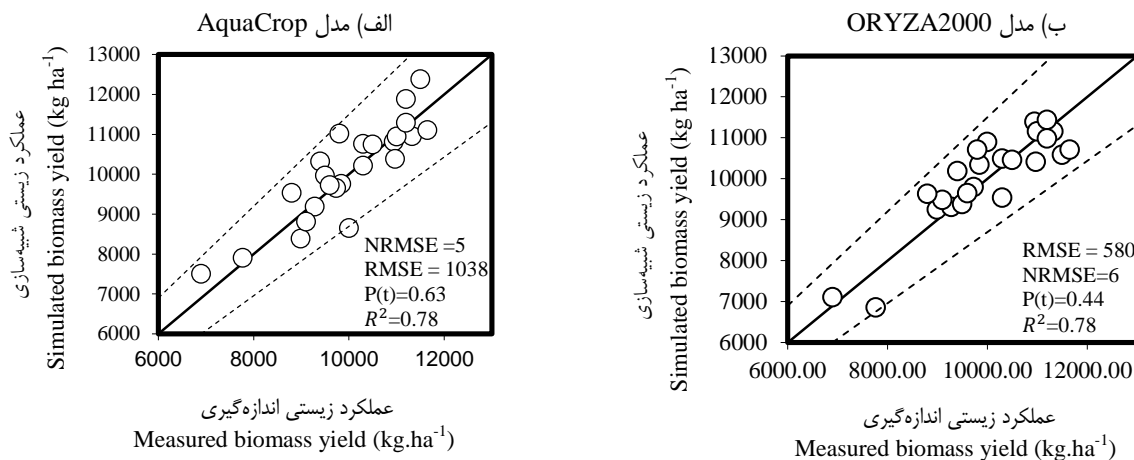 الف) مدل AquaCrop
13000
12000
11000
10000
9000
8000
7000
6000
6000 8000 10000 12000
عملکرد زیستی شبیه‌سازی
Simulated biomass yield (kg ha⁻¹)
NRMSE =5
RMSE = 1038
P(t)=0.63
R²=0.78
عملکرد زیستی اندازه‌گیری
Measured biomass yield (kg.ha⁻¹)
ب) مدل ORYZA2000
13000
12000
11000
10000
9000
8000
7000
6000
6000.00 8000.00 10000.00 12000.00
عملکرد زیستی شبیه‌سازی
Simulated biomass yield (kg ha⁻¹)
RMSE = 580
NRMSE=6
P(t)=0.44
R²=0.78
عملکرد زیستی اندازه‌گیری
Measured biomass yield (kg.ha⁻¹)